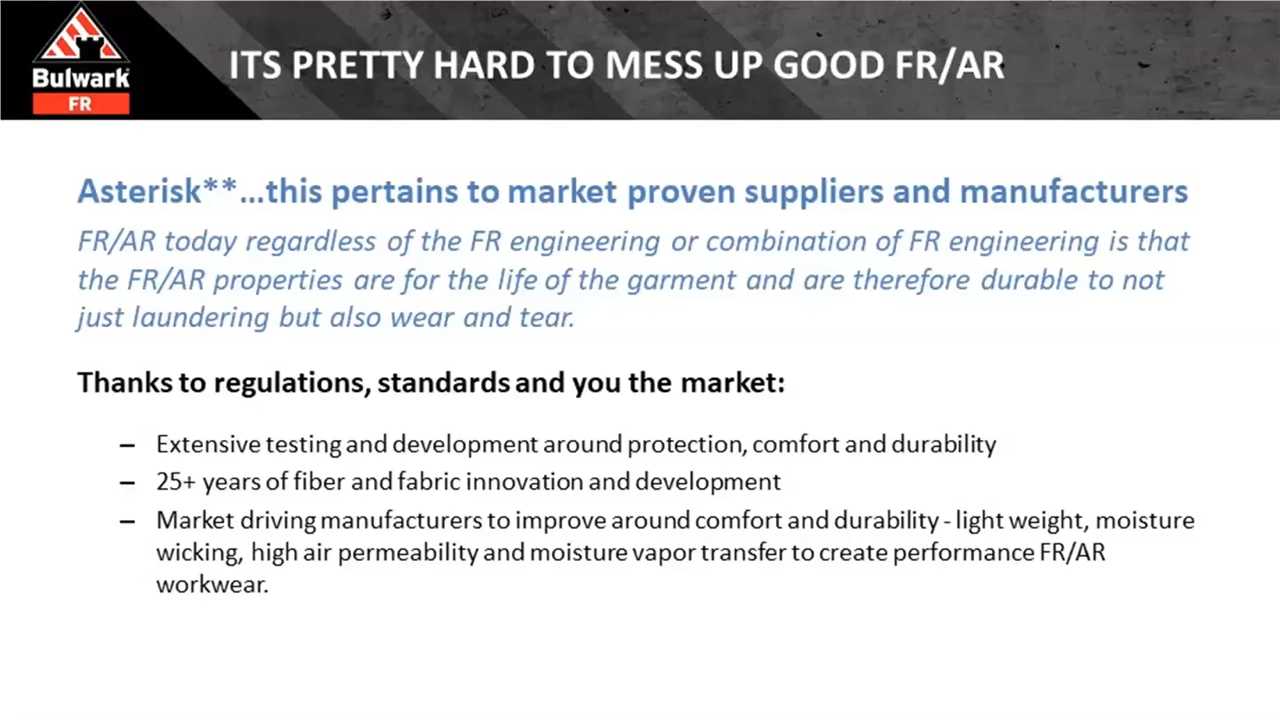 Bulwark
FR
ITS PRETTY HARD TO MESS UP GOOD FR/AR
Asterisk**...this pertains to market proven suppliers and manufacturers
FR/AR today regardless of the FR engineering or combination of FR engineering is that
the FR/AR properties are for the life of the garment and are therefore durable to not
just laundering but also wear and tear.
Thanks to regulations, standards and you the market:
– Extensive testing and development around protection, comfort and durability
– 25+ years of fiber and fabric innovation and development
– Market driving manufacturers to improve around comfort and durability - light weight, moisture
wicking, high air permeability and moisture vapor transfer to create performance FR/AR
workwear.